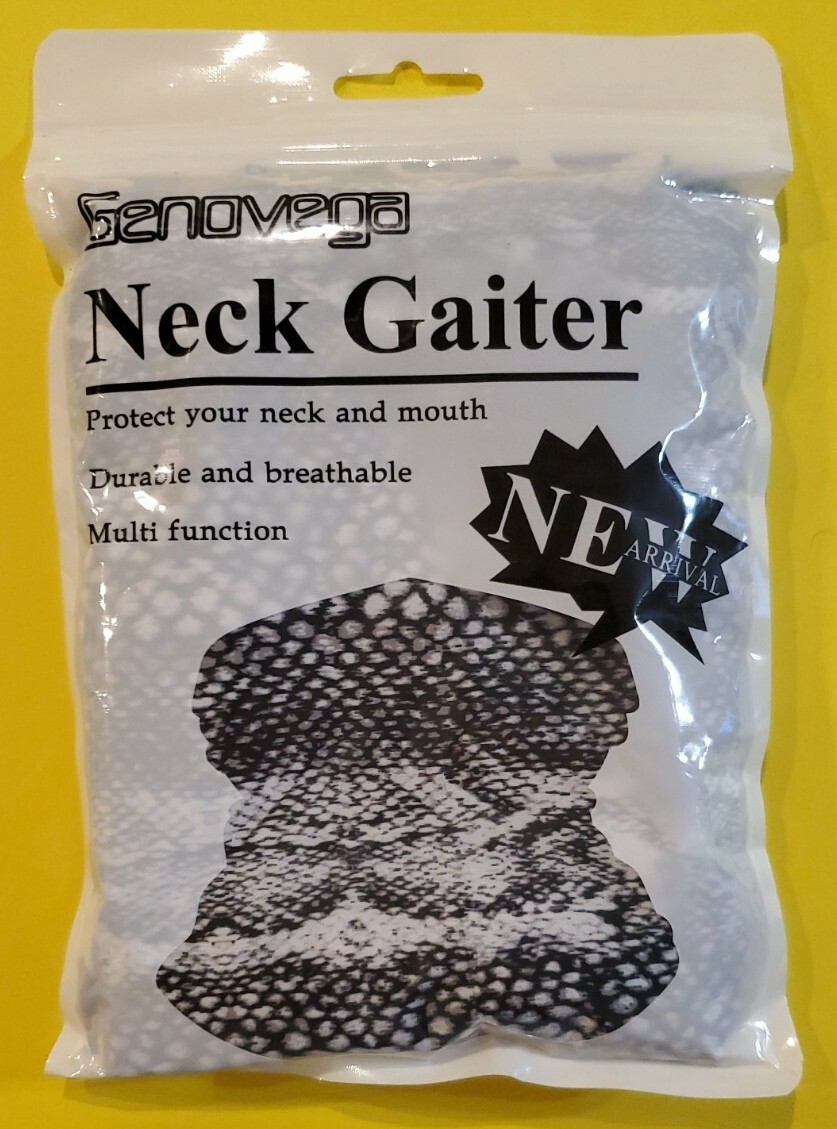 Genovega
Neck Gaiter
Protect your neck and mouth
Durable and breathable
Multi function
NEW
ARRIVAL